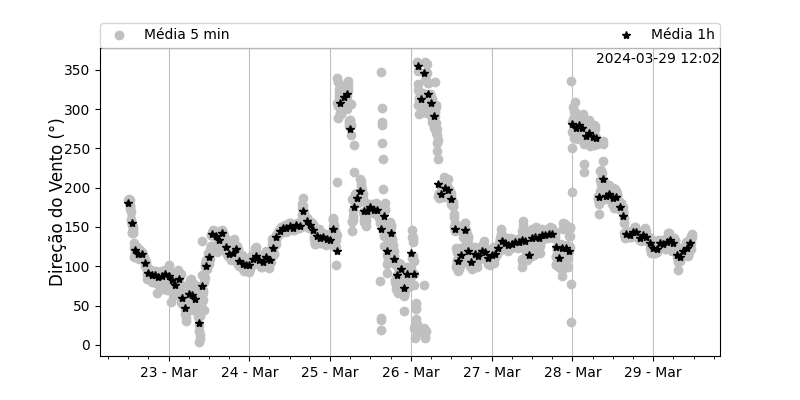 Média 5 min
Média 1h
2024-03-29 12:02
Direção do Vento (°)
350
300
250
200
150
100
50
0
23 - Mar
24 - Mar
25 - Mar
26 - Mar
27 - Mar
28 - Mar
29 - Mar